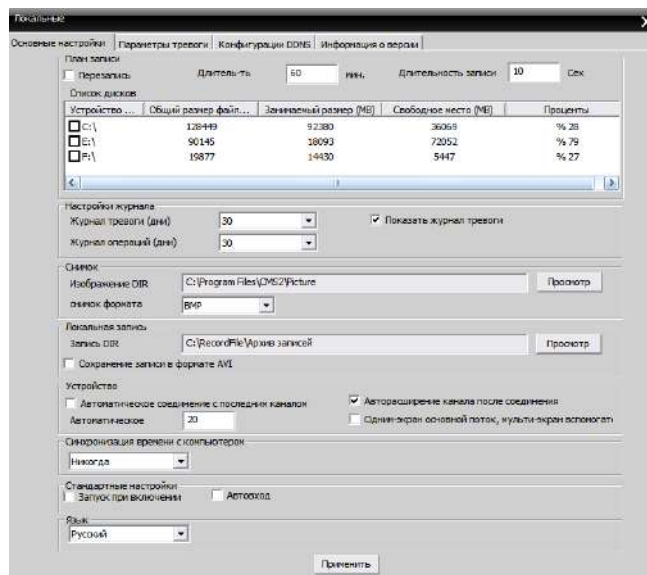 Локальные
Основные настройки Параметры тревоги Конфигурации DDNS Информация о версии
План записи
Перезапись Длитель-ть 60 мин. Длительность записи 10 Сек
Список дисков
Устройство ... Общий размер файл... Занимаемый размер (MB) Свободное место (MB) Проценты
C:\ 128449 92380 36069 % 28
E:\ 90145 18093 72052 % 79
F:\ 19877 14430 5447 % 27
Настройки журнала
Журнал тревоги (дни) 30 Показать журнал тревоги
Журнал операций (дни) 30
Снимок
Изображение DIR C:\Program Files\CMS2\Picture Просмотр
снимок формата BMP
Локальная запись
Запись DIR C:\RecordFile\Архив записей Просмотр
Сохранение записи в формате AVI
Устройство
Автоматическое соединение с последним каналом Авторасширение канала после соединения
Автоматическое 20 Один-экран основной поток, мульти-экран вспомогат
Синхронизация времени с компьютером
Никогда
Стандартные настройки
Запуск при включении Автовход
Язык
Русский
Применить